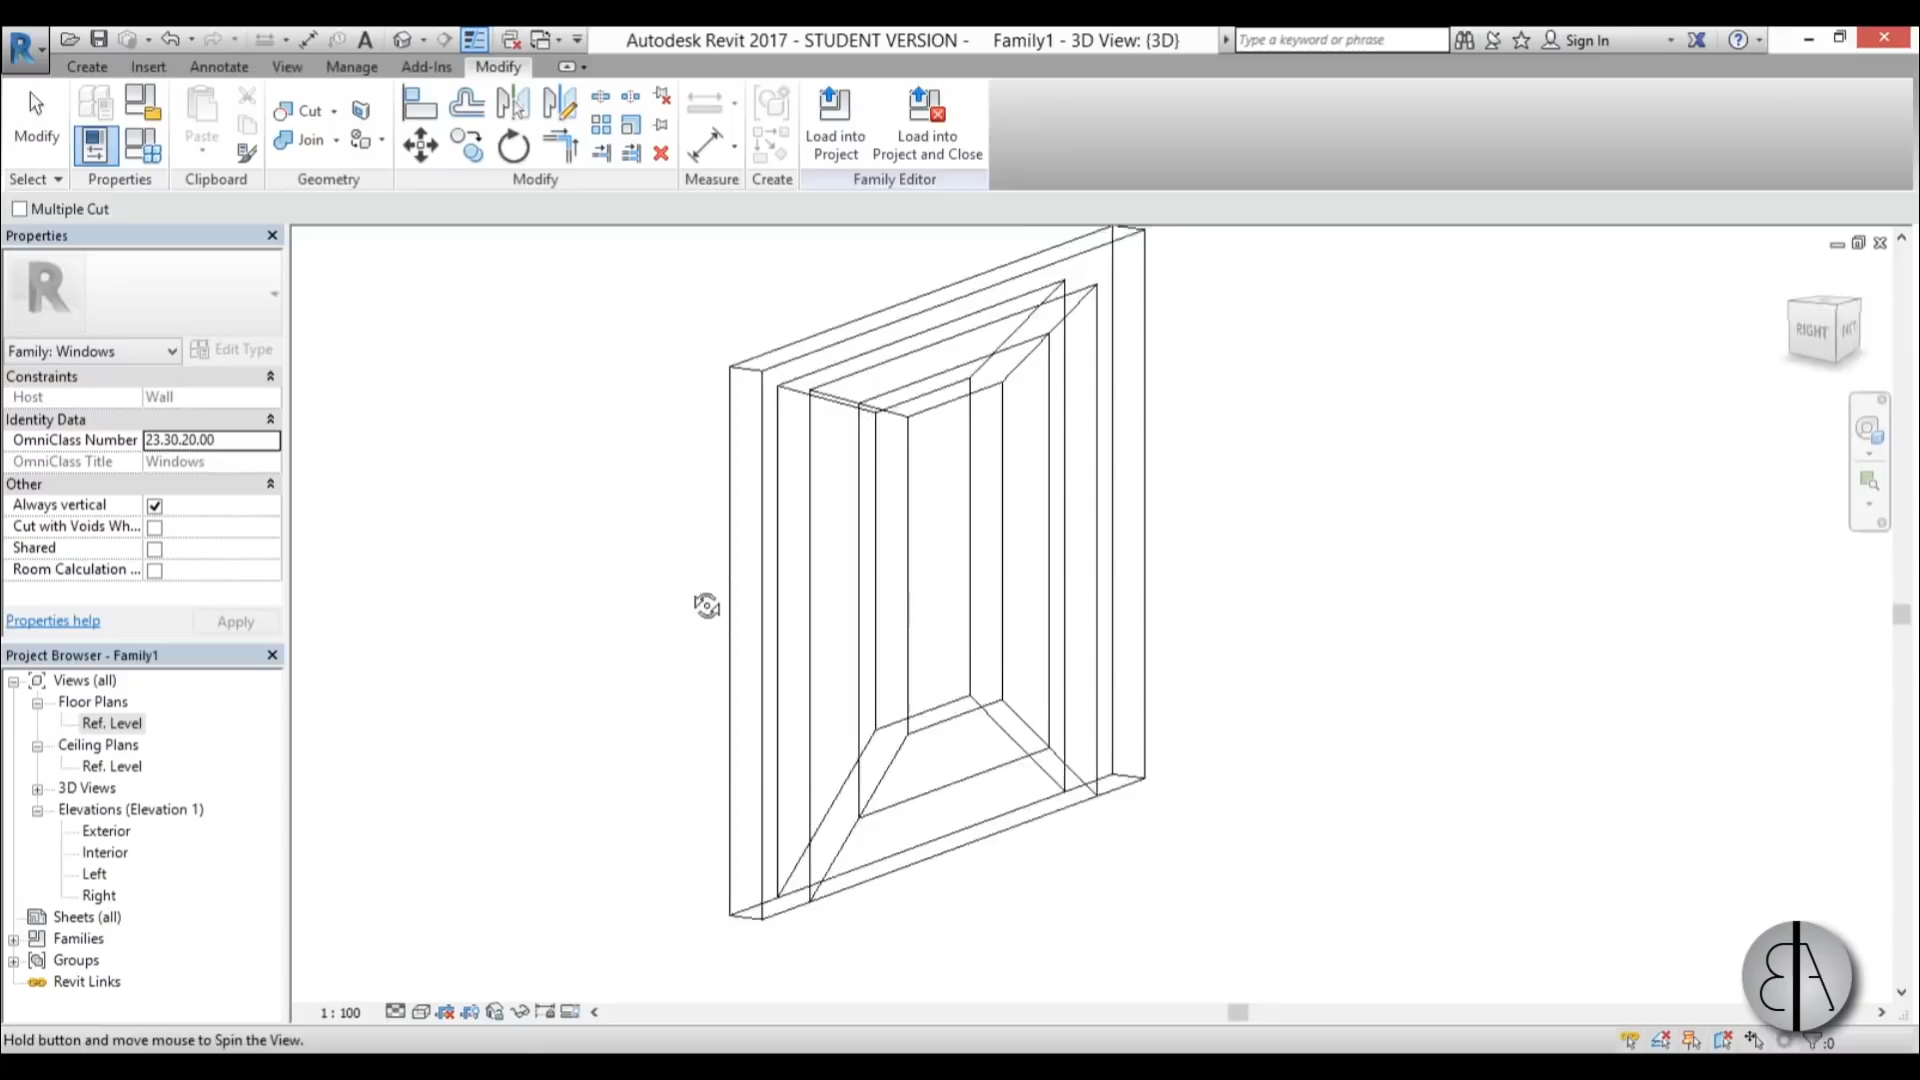 Autodesk Revit 2017 - STUDENT VERSION - Family1 - 3D View: {3D}
Type a keyword or phrase
Sign In
Create Insert Annotate View Manage Add-Ins Modify
Modify
Paste
Cut
Join
Load into Project
Load into Project and Close
Select Properties Clipboard Geometry Modify Measure Create Family Editor
Multiple Cut
Properties
R
Family: Windows
Edit Type
Constraints
Host Wall
Identity Data
OmniClass Number 23.30.20.00
OmniClass Title Windows
Other
Always vertical
Cut with Voids Wh...
Shared
Room Calculation ...
Properties help
Apply
Project Browser - Family1
Views (all)
Floor Plans
Ref. Level
Ceiling Plans
Ref. Level
3D Views
Elevations (Elevation 1)
Exterior
Interior
Left
Right
Sheets (all)
Families
Groups
Revit Links
RIGHT
1 : 100
Hold button and move mouse to Spin the View.
:0